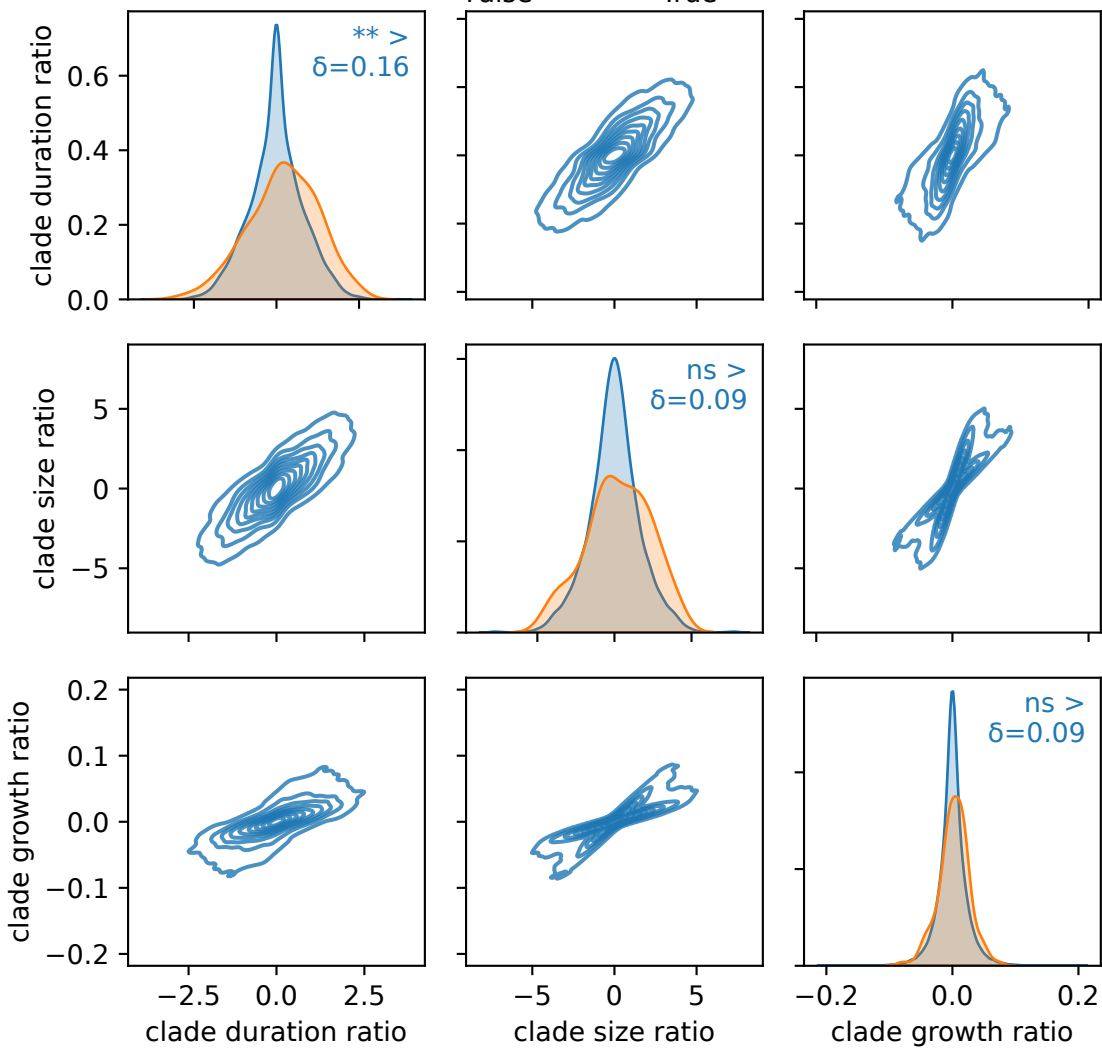 False True
clade duration ratio
0.6
0.4
0.2
0.0
** >
δ=0.16
clade size ratio
5
0
−5
ns >
δ=0.09
clade growth ratio
0.2
0.1
0.0
−0.1
−0.2
ns >
δ=0.09
−2.5 0.0 2.5 −5 0 5 −0.2 0.0 0.2
clade duration ratio clade size ratio clade growth ratio